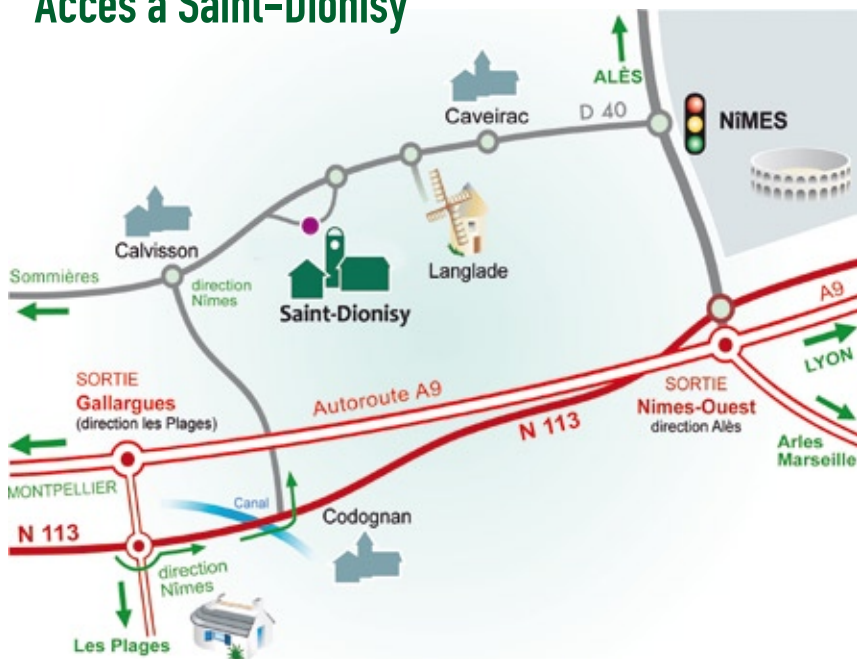 Accès à Saint-Dionisy
ALÈS
Caveirac
D 40
NîMES
Calvisson
Langlade
Sommières
direction
Nîmes
Saint-Dionisy
A9
LYON
SORTIE
Gallargues
(direction les Plages)
Autoroute A9
SORTIE
Nimes-Ouest
direction Alès
N 113
Arles
Marseille
MONTPELLIER
Canal
Codognan
N 113
direction
Nîmes
Les Plages